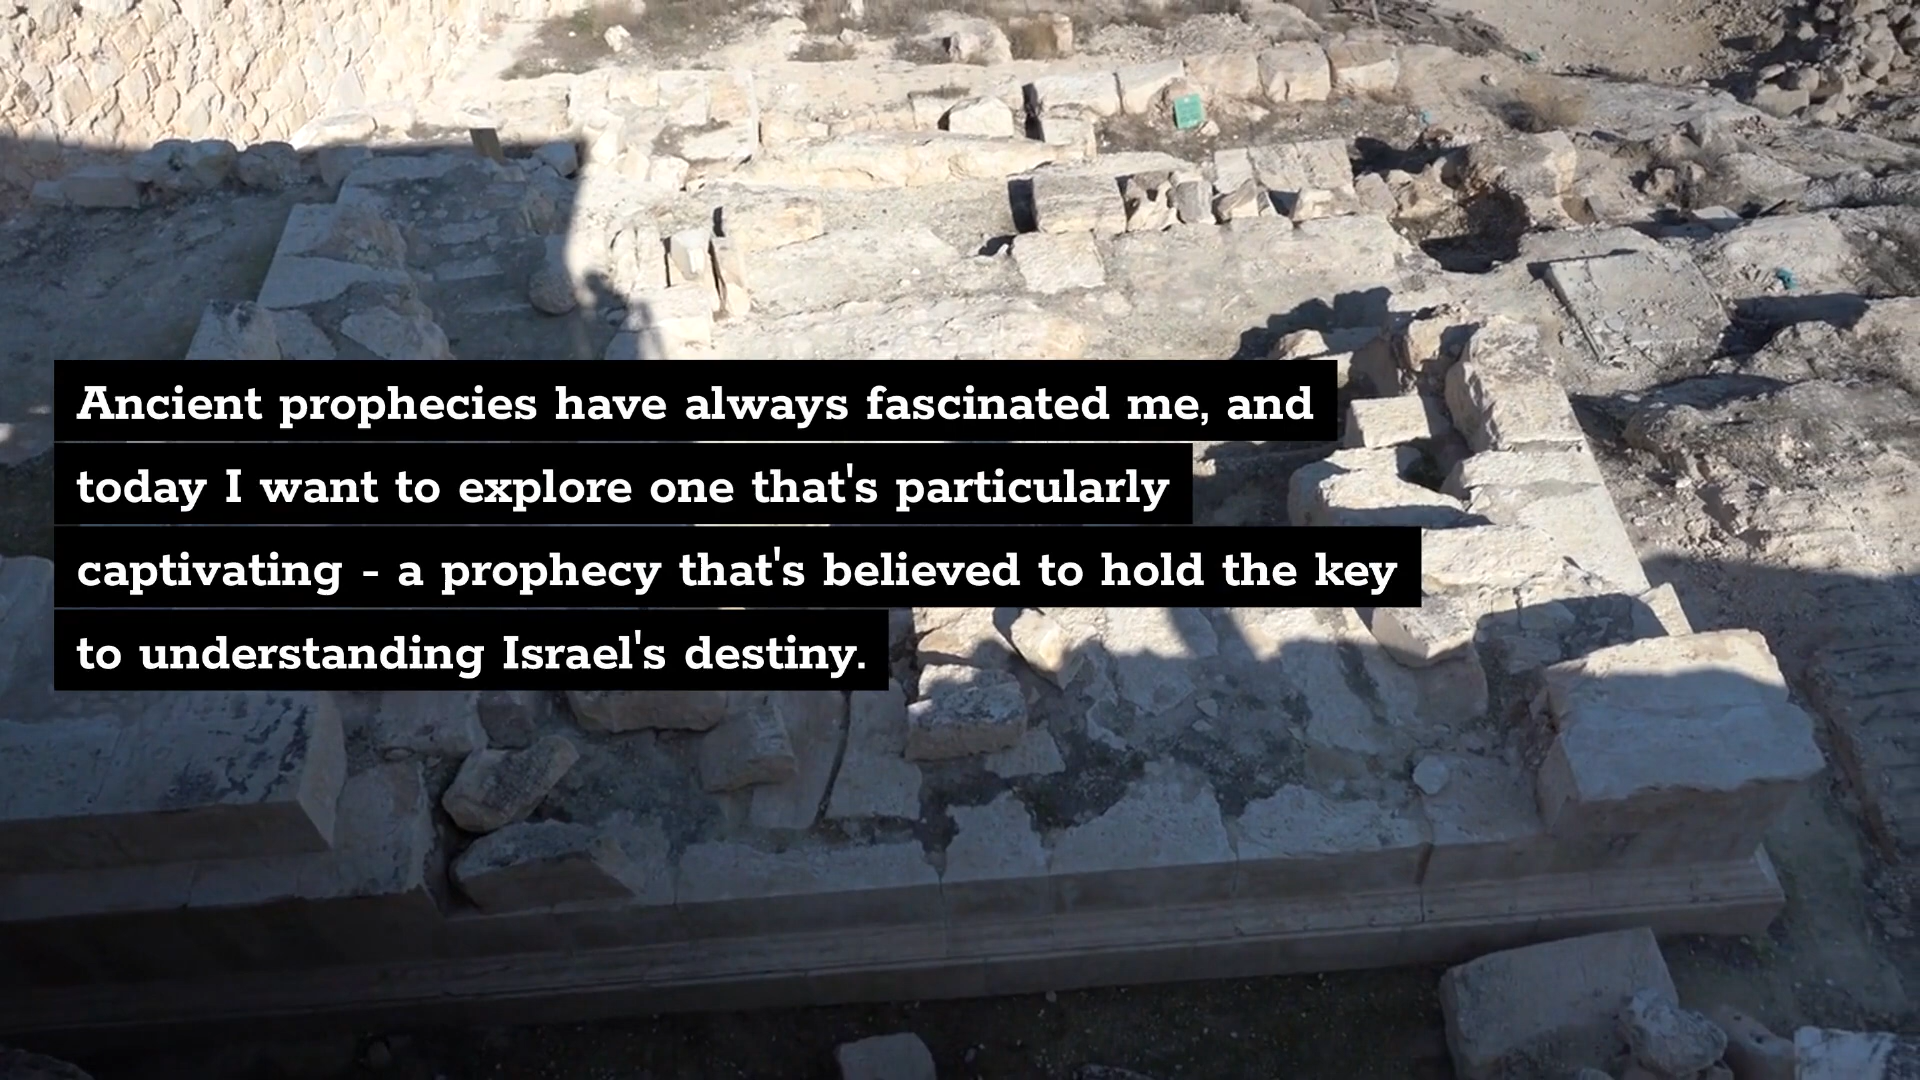 Ancient prophecies have always fascinated me, and
today I want to explore one that's particularly
captivating - a prophecy that's believed to hold the key
to understanding Israel's destiny.